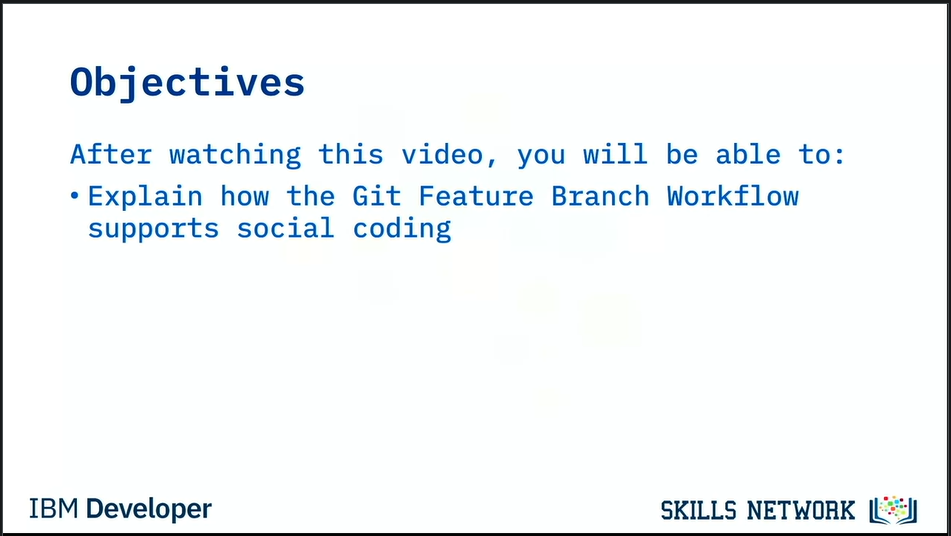 Objectives
After watching this video, you will be able to:
• Explain how the Git Feature Branch Workflow
supports social coding
IBM Developer
SKILLS NETWORK